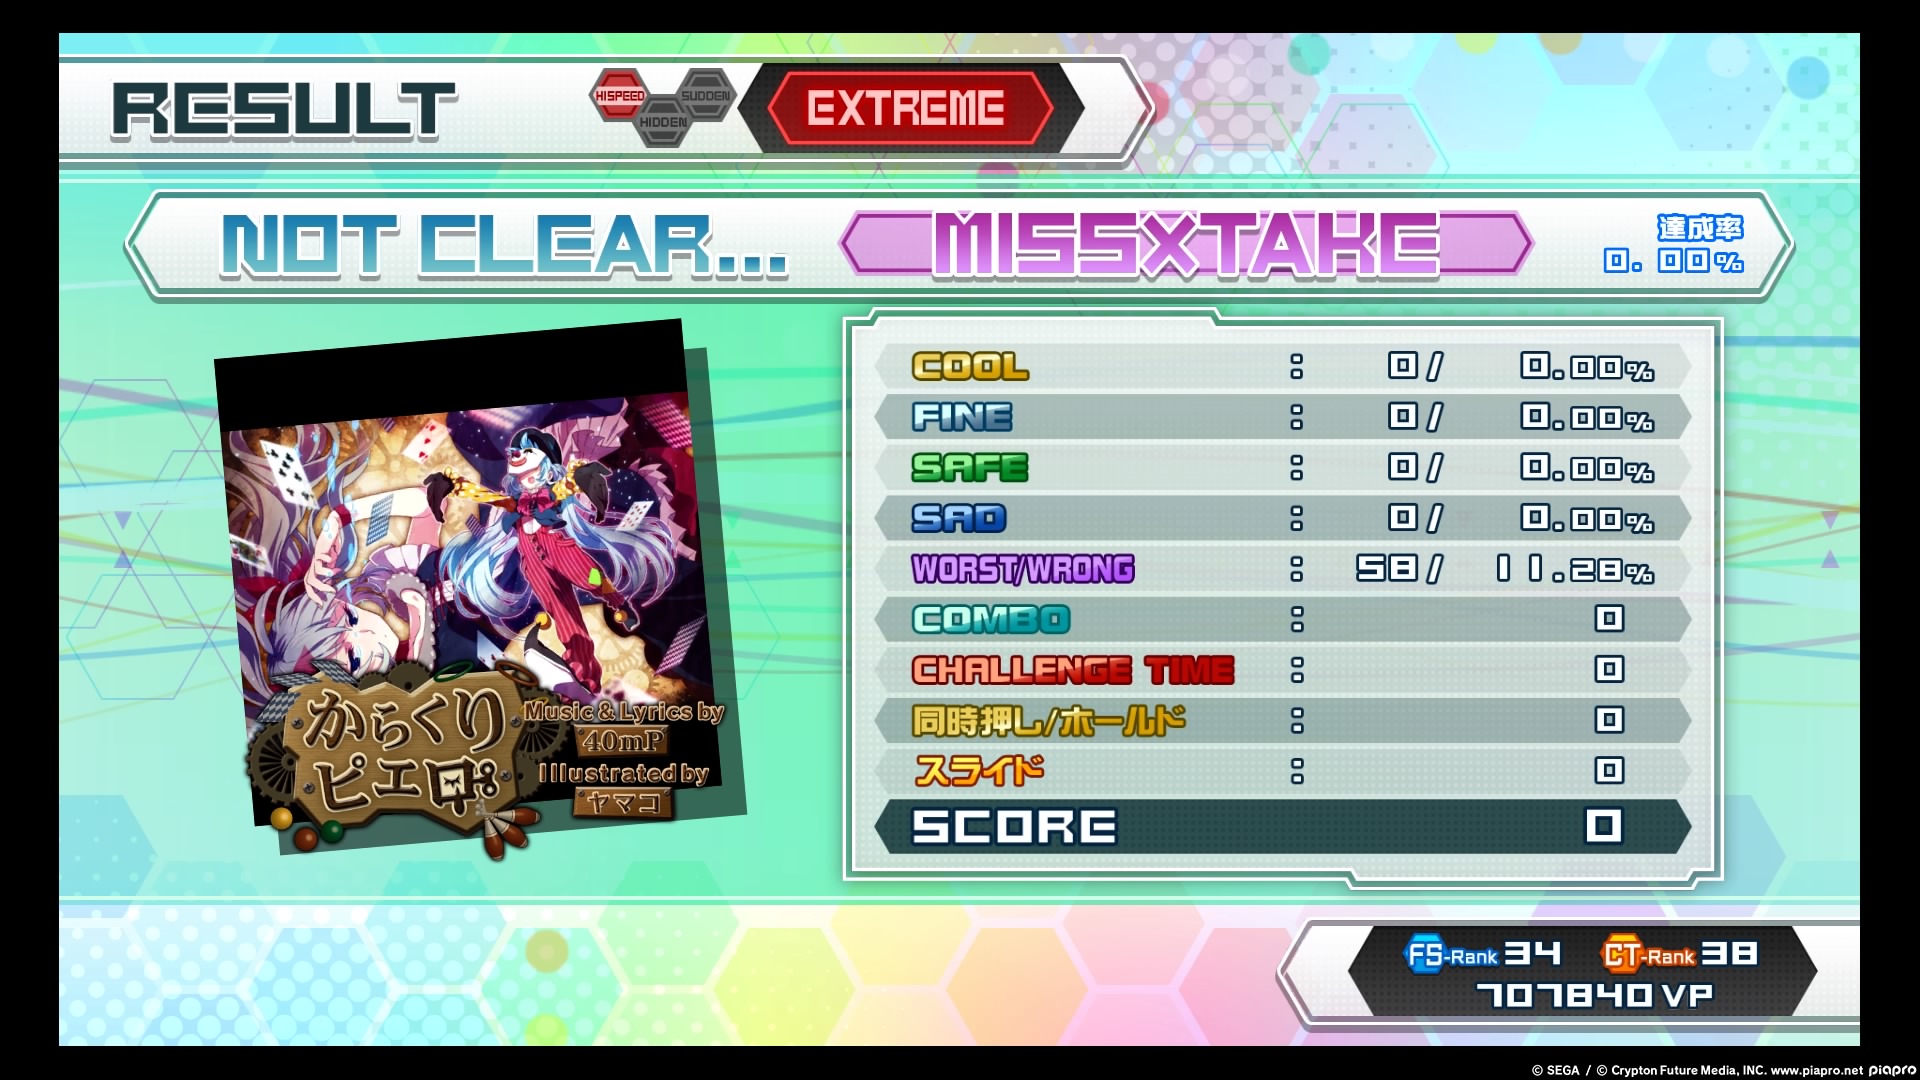 RESULT
HISPEED
HIDDEN
SUDDEN
EXTREME
NOT CLEAR...
MISS×TAKE
達成率
0.00%
COOL : 0/ 0.00%
FINE : 0/ 0.00%
SAFE : 0/ 0.00%
SAD : 0/ 0.00%
WORST/WRONG : 58/ 11.28%
COMBO : 0
CHALLENGE TIME : 0
同時押し/ホールド : 0
スライド : 0
SCORE 0
からくり
ピエロ
Music & Lyrics by
40mP
Illustrated by
ヤマコ
FS-Rank 34 CT-Rank 38
707840 VP
© SEGA / © Crypton Future Media, INC. www.piapro.net piapro